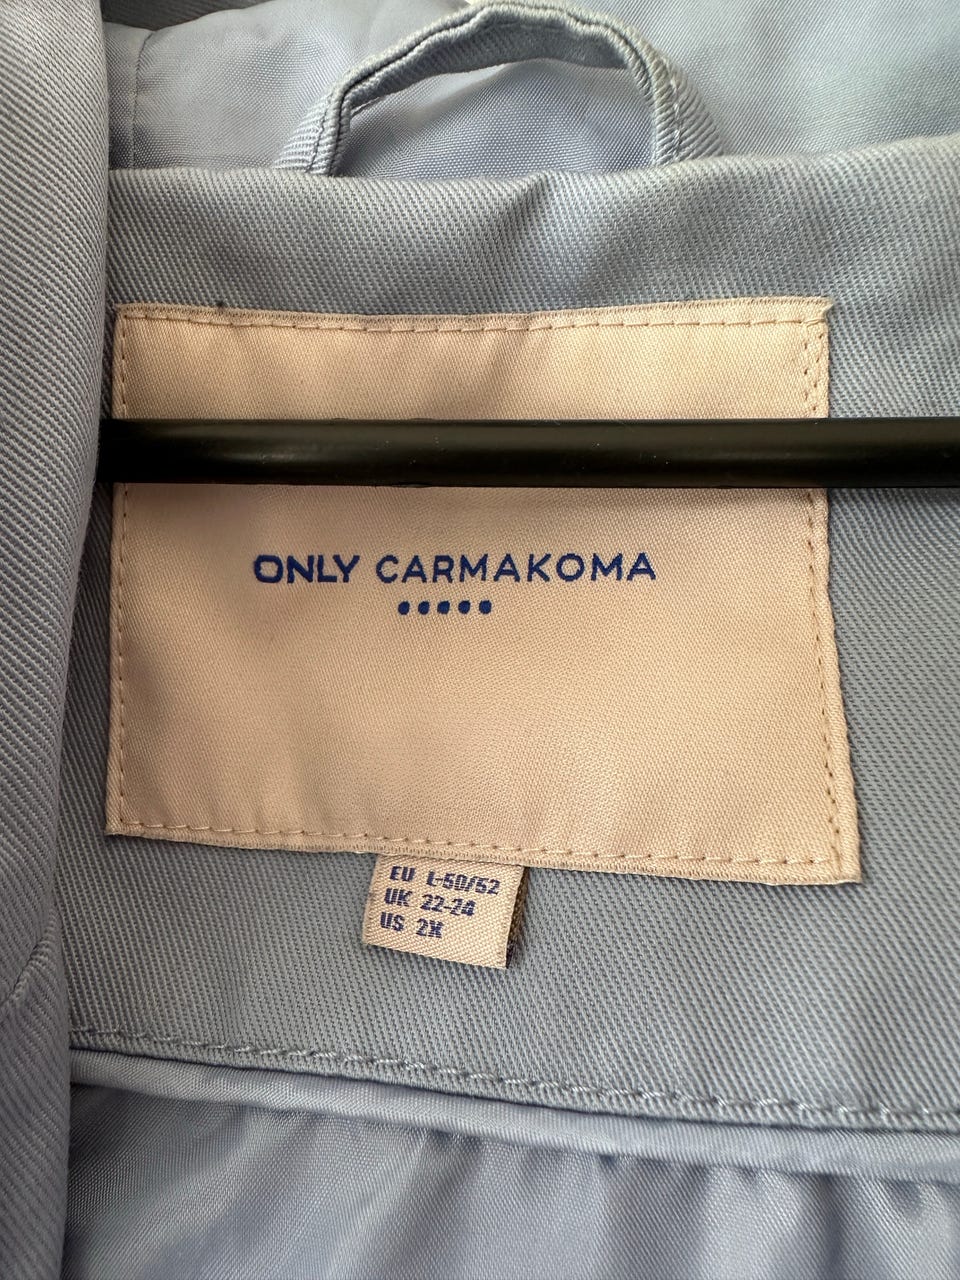 ONLY CARMAKOMA
EU L-50/52
UK 22-24
US 2X